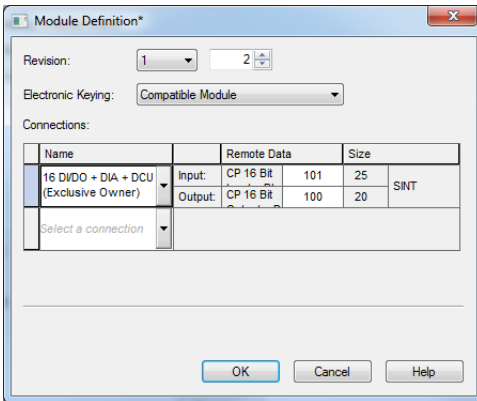 Module Definition*
Revision: 1 2
Electronic Keying: Compatible Module
Connections:
Name Remote Data Size
16 DI/DO + DIA + DCU
(Exclusive Owner)
Input: CP 16 Bit 101 25
SINT
Output: CP 16 Bit 100 20
Select a connection
OK Cancel Help